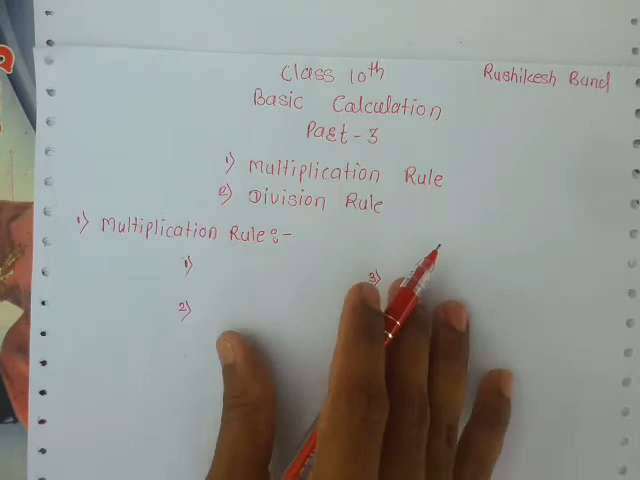 Class 10th
Rushikesh Band
Basic Calculation
Part - 3
1) Multiplication Rule
2) Division Rule
1) Multiplication Rule :-
1)
3)
2)